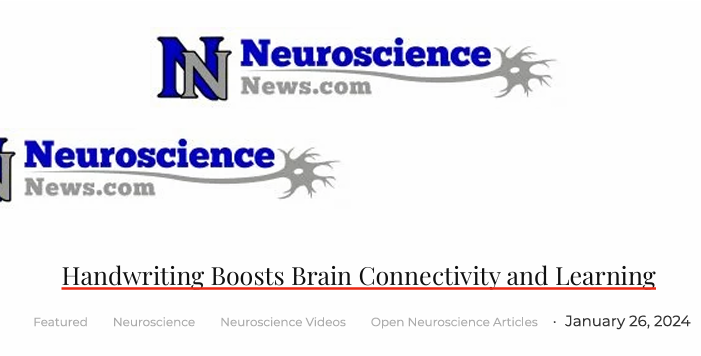 NN Neuroscience
News.com
N Neuroscience
News.com
Handwriting Boosts Brain Connectivity and Learning
Featured Neuroscience Neuroscience Videos Open Neuroscience Articles · January 26, 2024